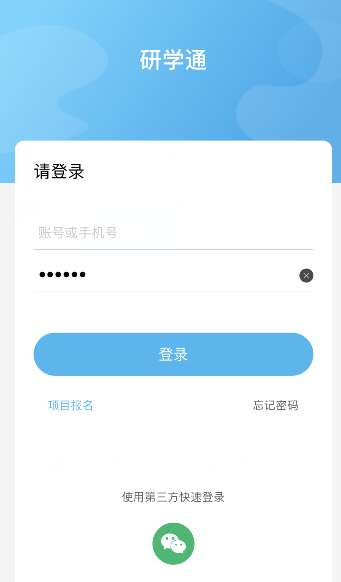 研学通
请登录
账号或手机号
●●●●●●
登录
项目报名 忘记密码
使用第三方快速登录